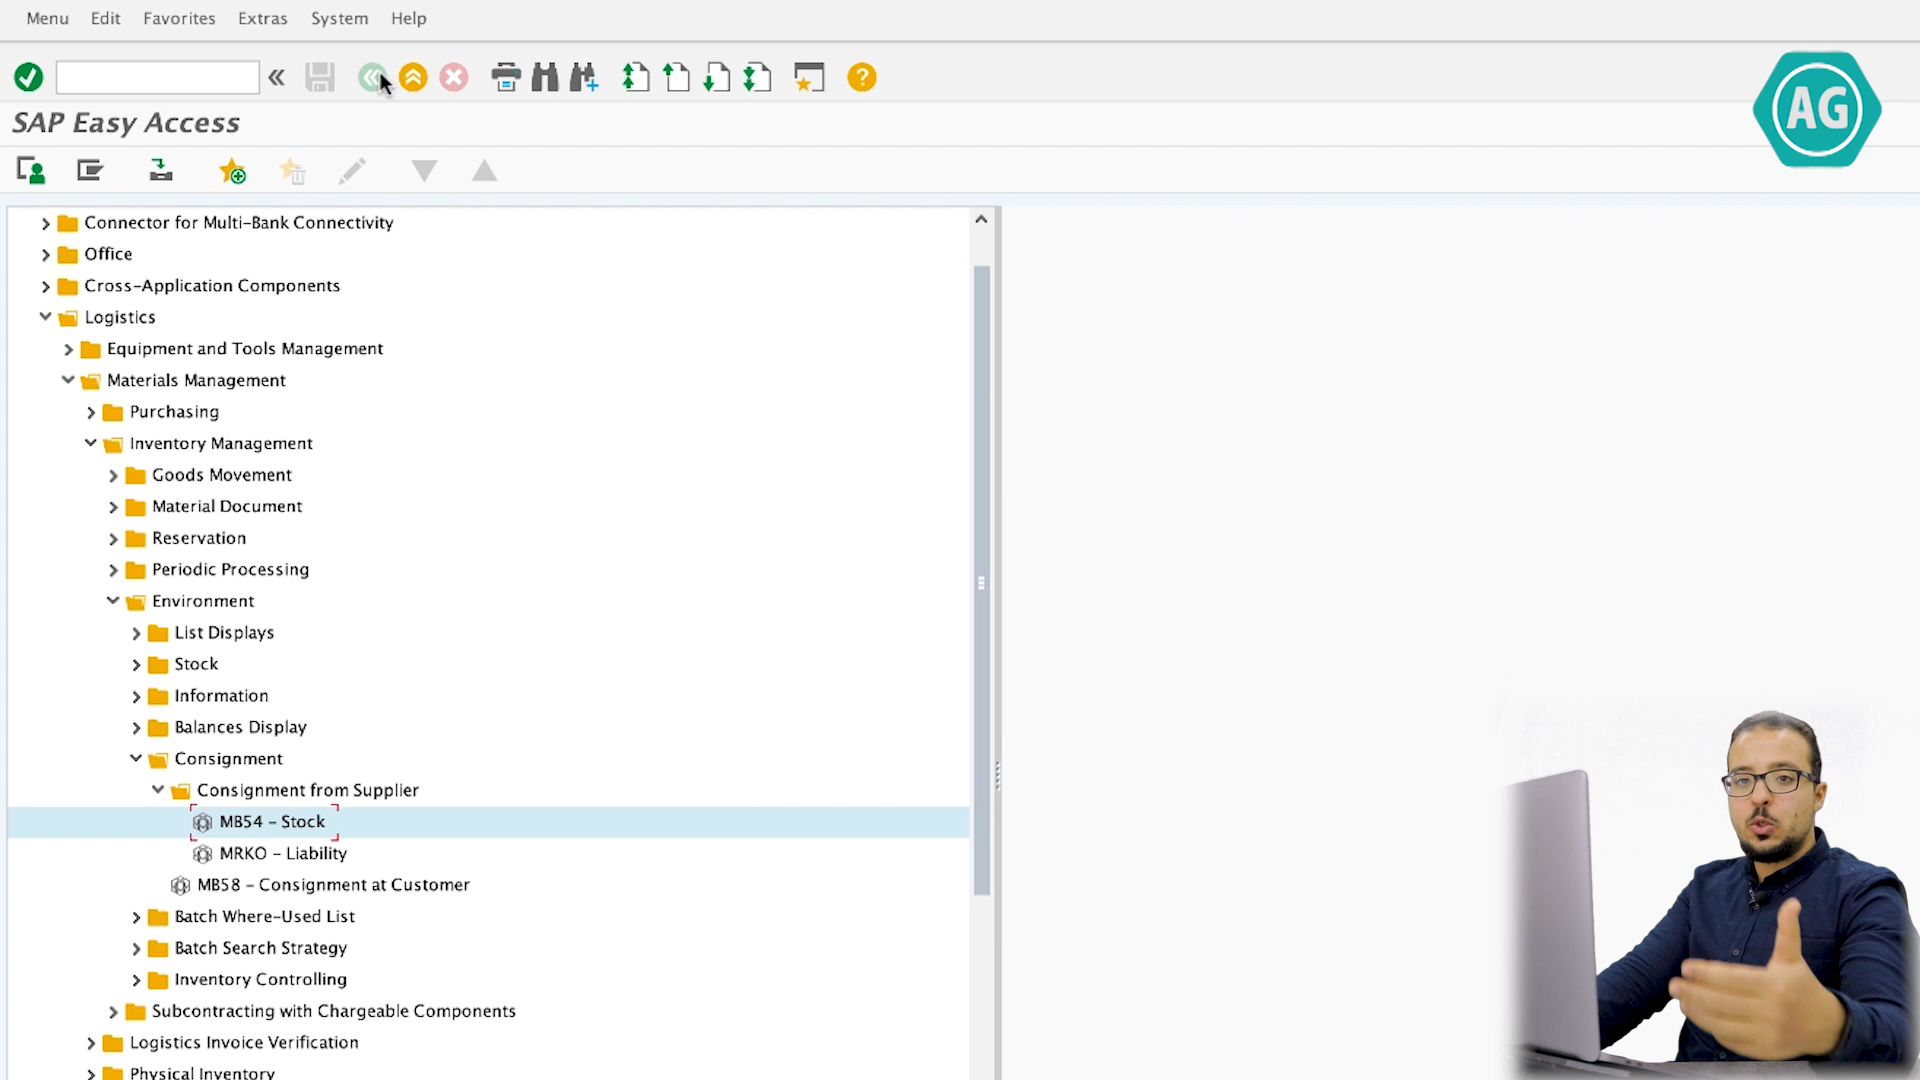 Menu Edit Favorites Extras System Help
SAP Easy Access
AG
Connector for Multi-Bank Connectivity
Office
Cross-Application Components
Logistics
Equipment and Tools Management
Materials Management
Purchasing
Inventory Management
Goods Movement
Material Document
Reservation
Periodic Processing
Environment
List Displays
Stock
Information
Balances Display
Consignment
Consignment from Supplier
MB54 - Stock
MRKO - Liability
MB58 - Consignment at Customer
Batch Where-Used List
Batch Search Strategy
Inventory Controlling
Subcontracting with Chargeable Components
Logistics Invoice Verification
Physical Inventory